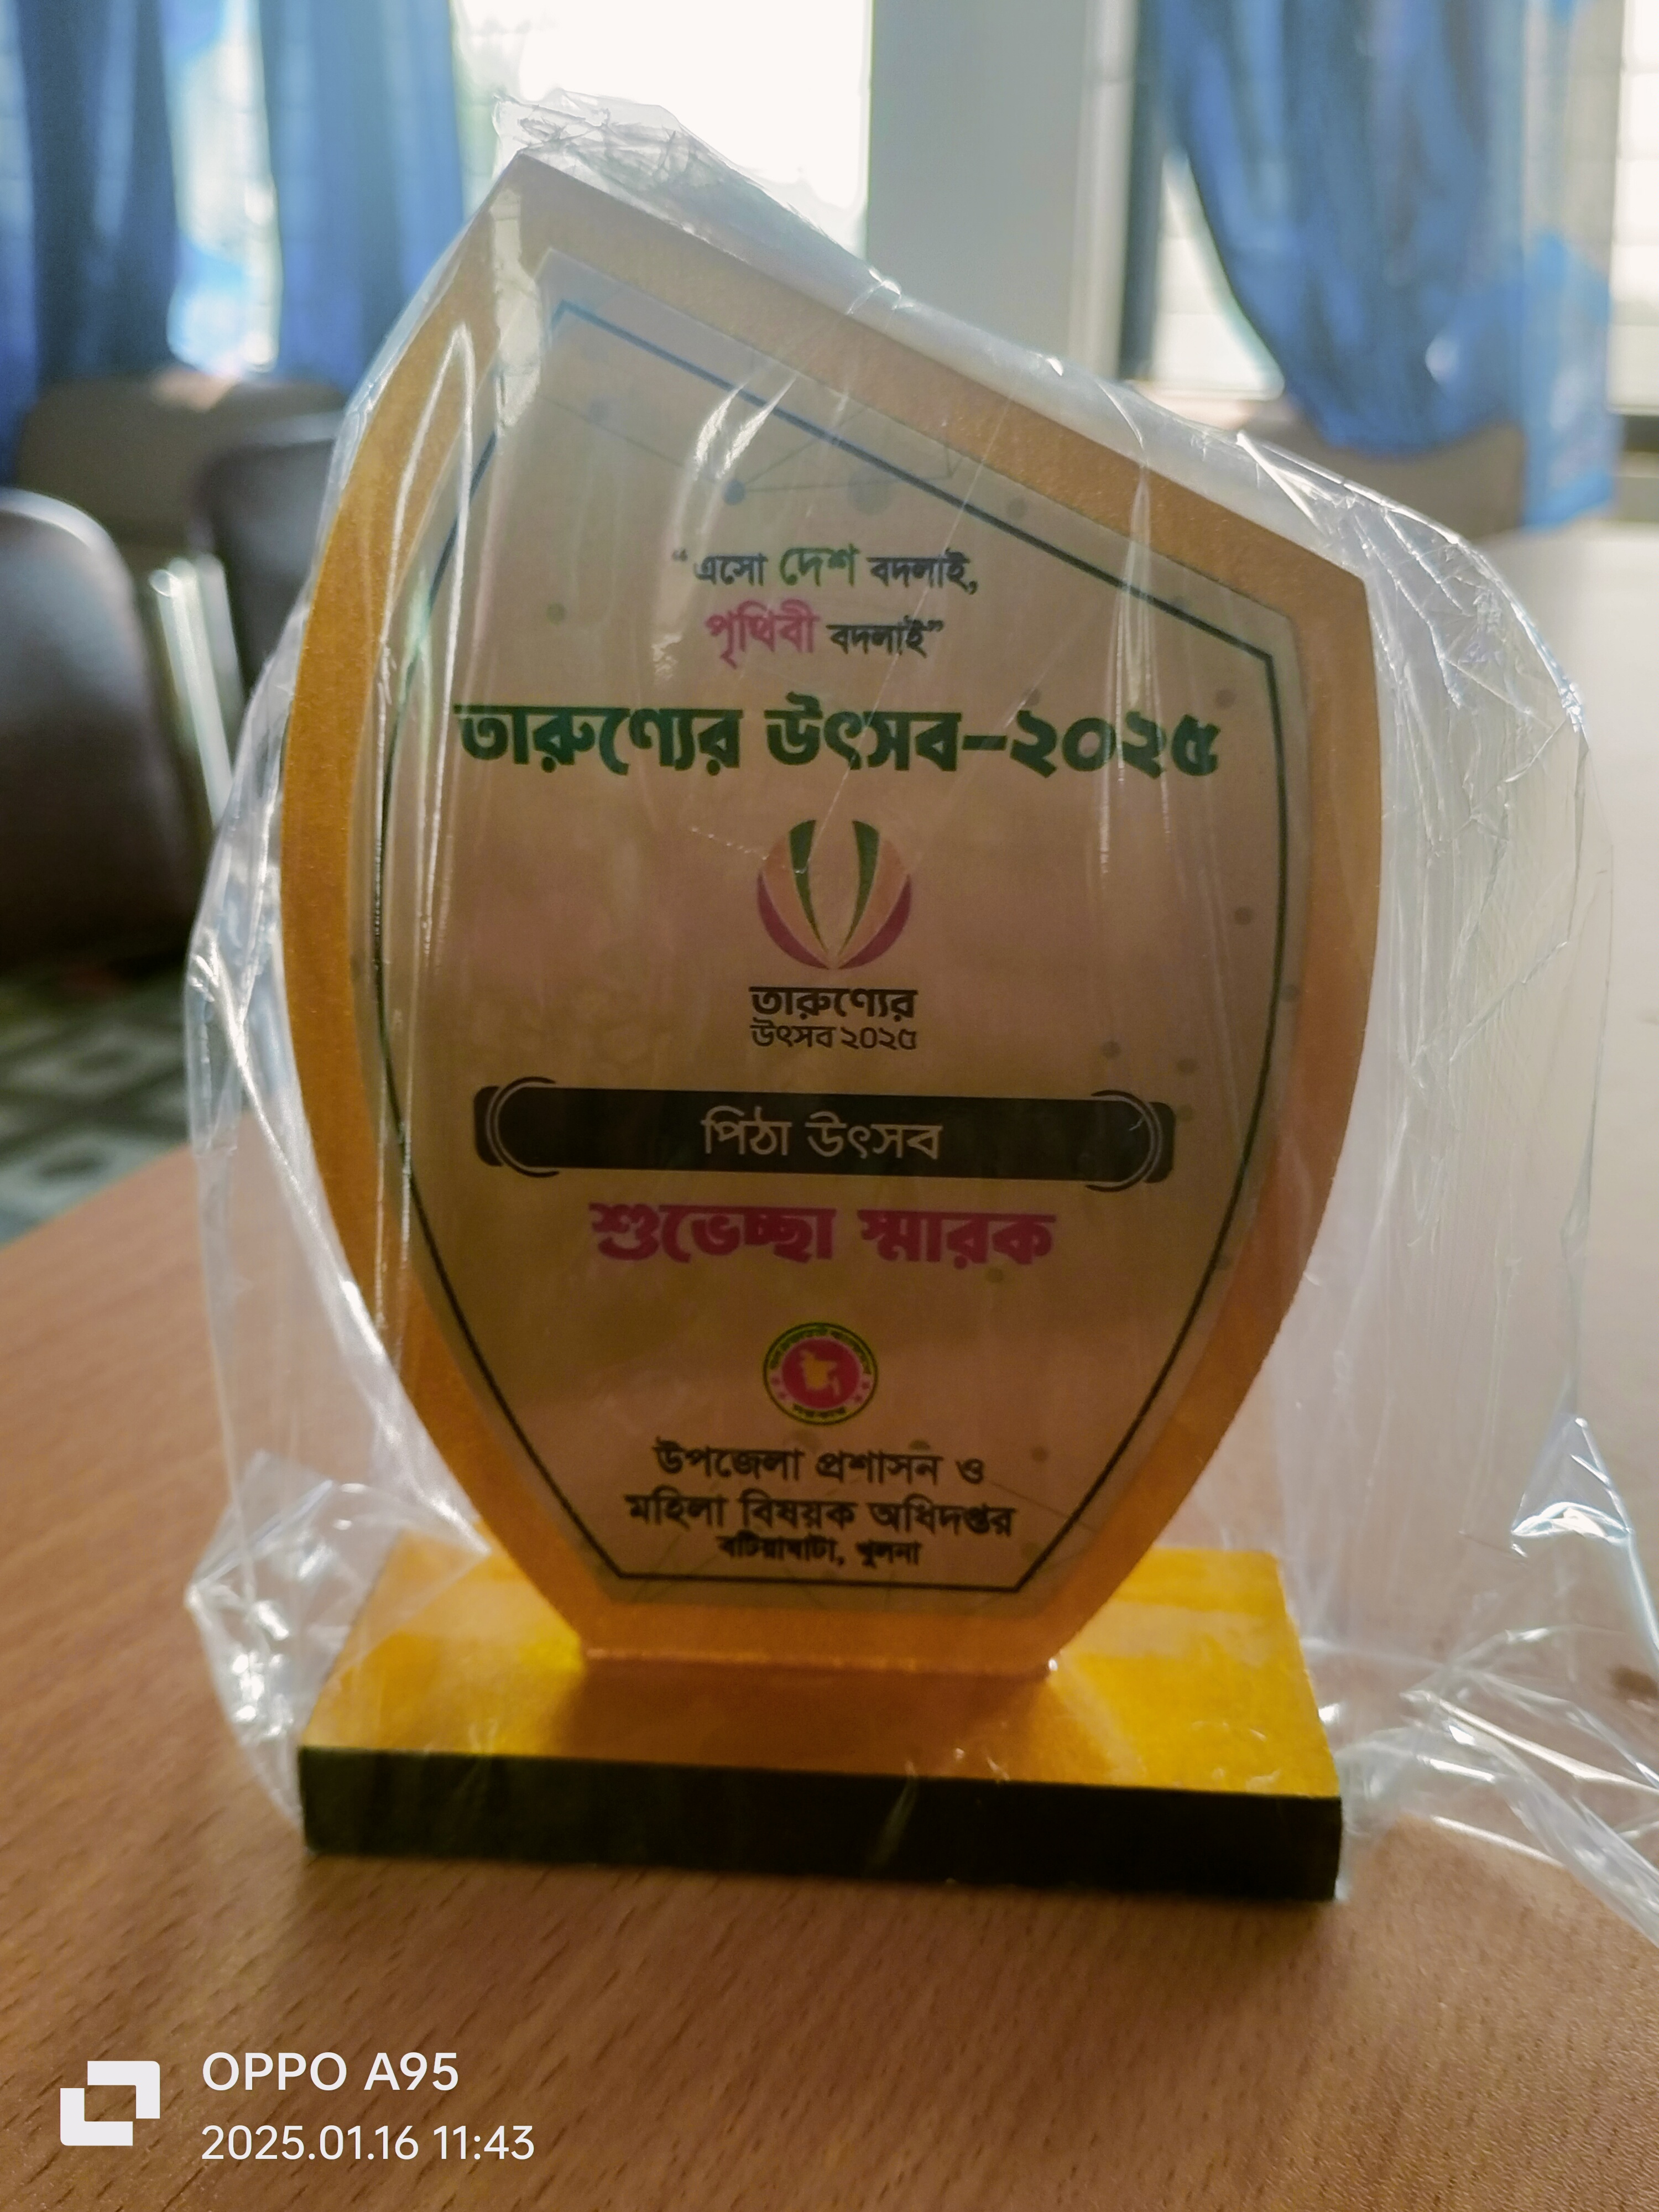 “এসো দেশ বদলাই,
পৃথিবী বদলাই”
তারুণ্যের উৎসব-২০২৫
তারুণ্যের
উৎসব ২০২৫
পিঠা উৎসব
শুভেচ্ছা স্মারক
উপজেলা প্রশাসন ও
মহিলা বিষয়ক অধিদপ্তর
বটিয়াঘাটা, খুলনা
OPPO A95
2025.01.16 11:43